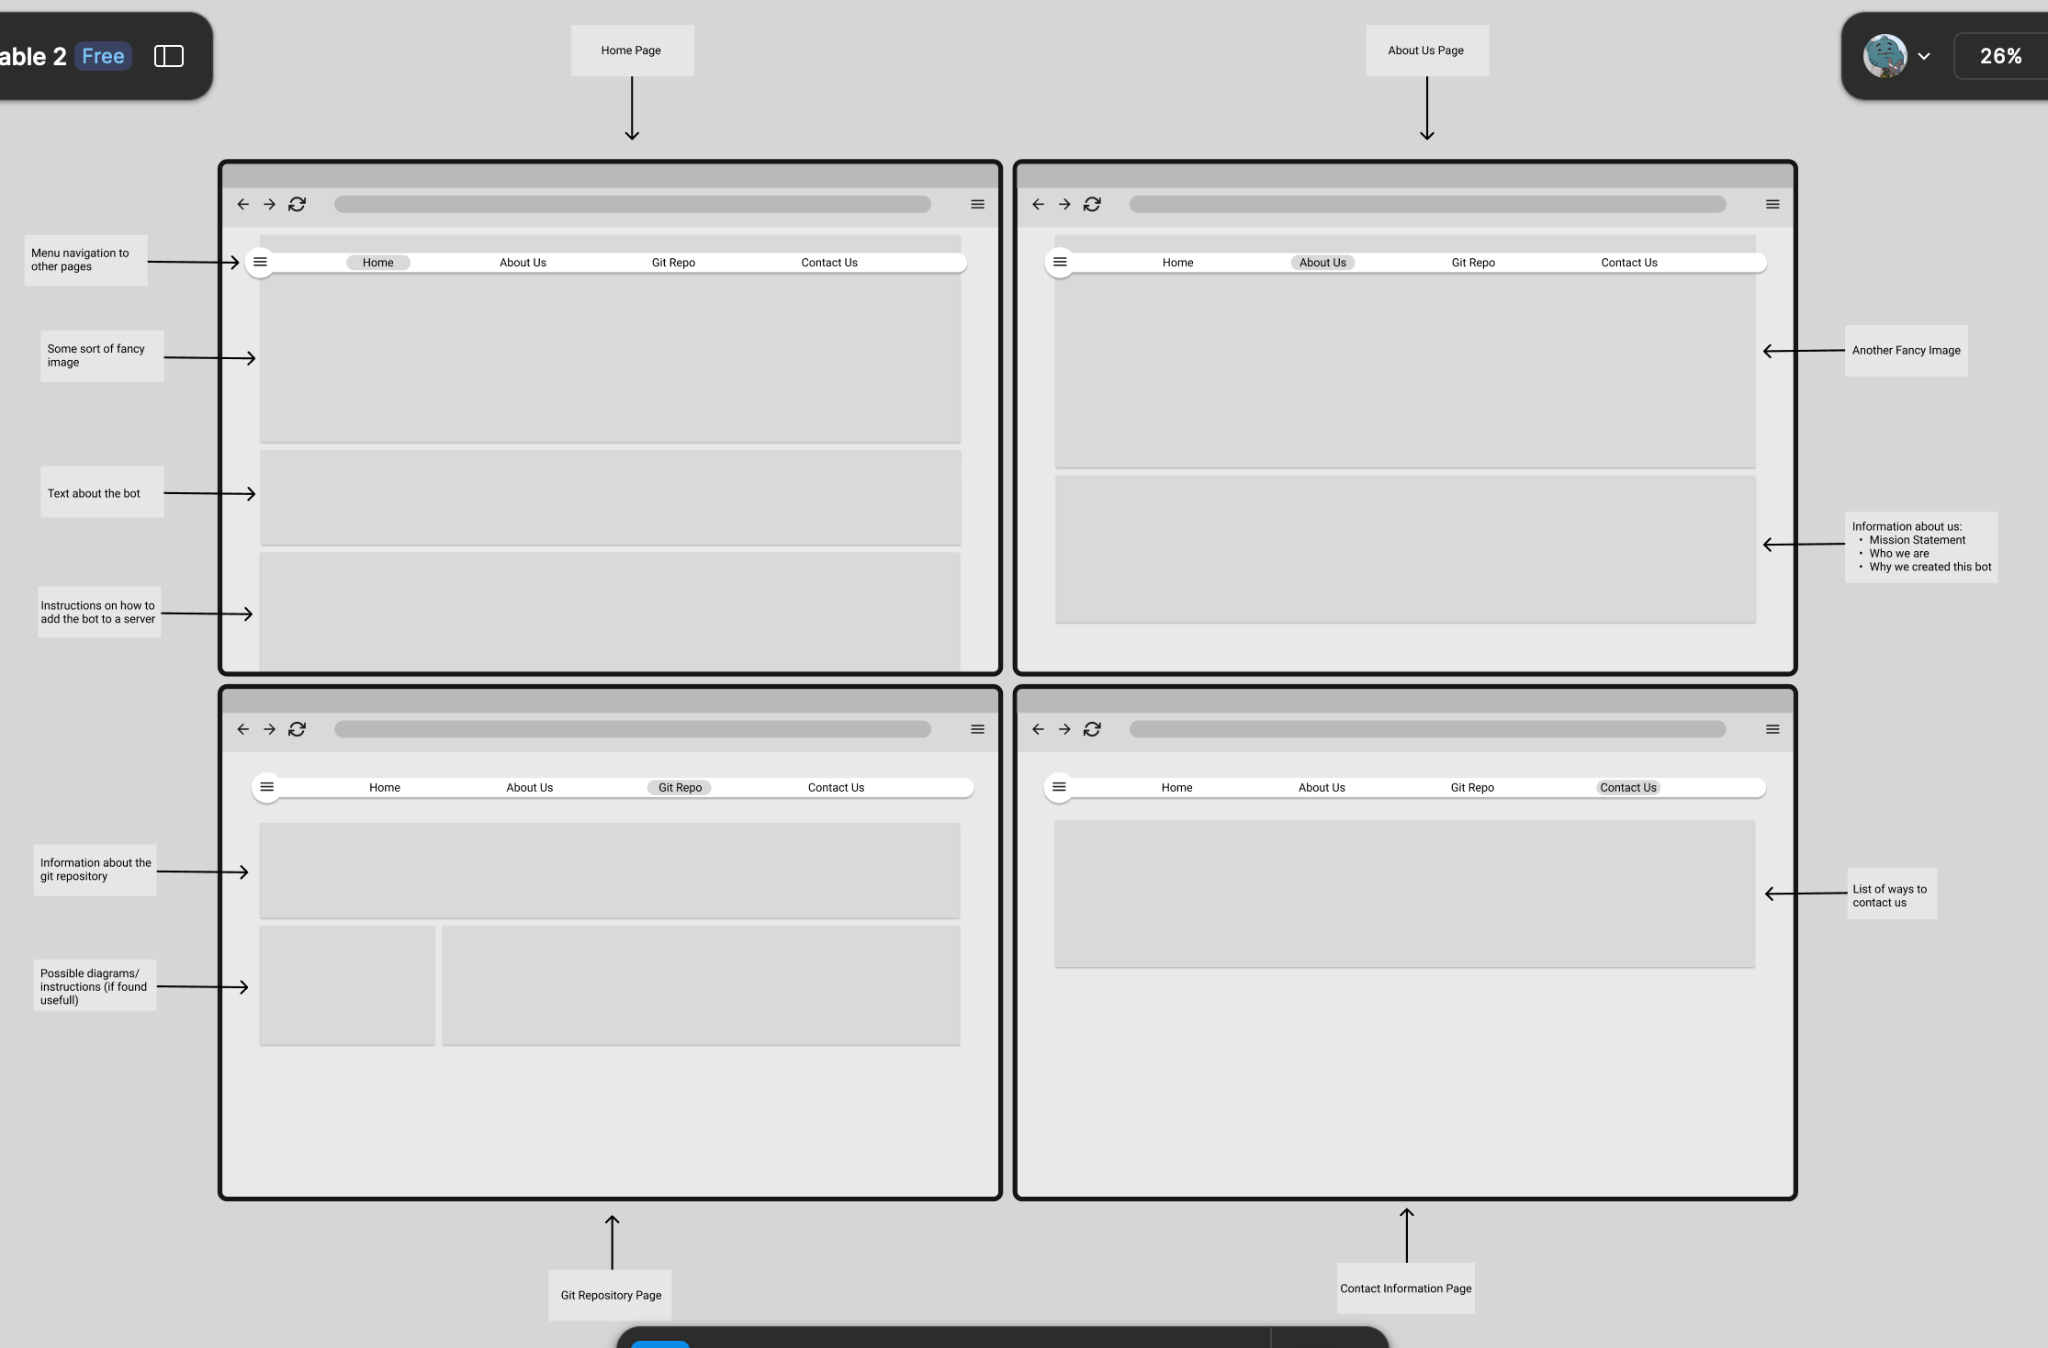 able 2 Free
26%
Home Page
About Us Page
Menu navigation to
other pages
Home About Us Git Repo Contact Us
Some sort of fancy
image
Text about the bot
Instructions on how to
add the bot to a server
Home About Us Git Repo Contact Us
Another Fancy Image
Information about us:
• Mission Statement
• Who we are
• Why we created this bot
Home About Us Git Repo Contact Us
Information about the
git repository
Possible diagrams/
instructions (if found
usefull)
Home About Us Git Repo Contact Us
List of ways to
contact us
Git Repository Page
Contact Information Page